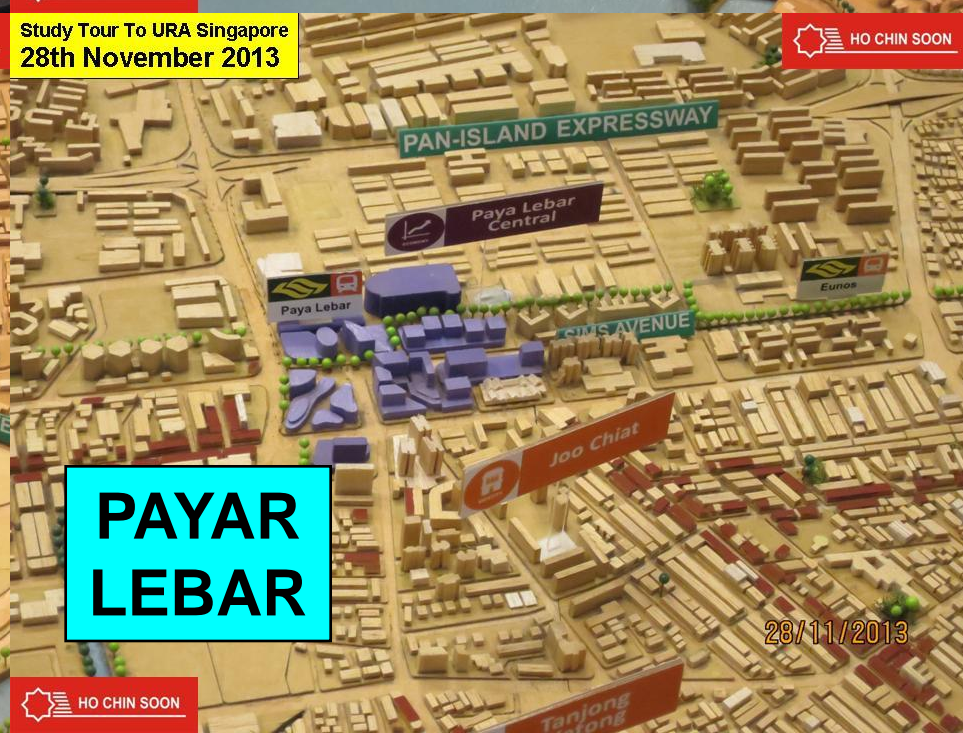 Study Tour To URA Singapore
28th November 2013
HO CHIN SOON
PAN-ISLAND EXPRESSWAY
Paya Lebar
Central
Paya Lebar
Eunos
SIMS AVENUE
Joo Chiat
PAYAR
LEBAR
28/11/2013
HO CHIN SOON
Tanjong